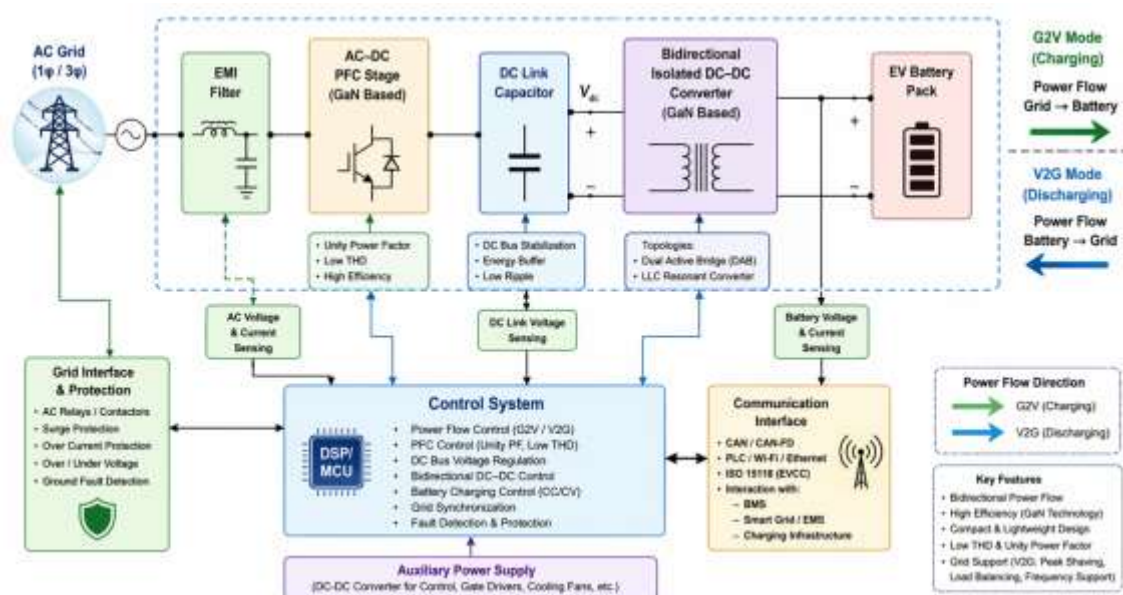 AC Grid
(1φ / 3φ)
EMI
Filter
AC–DC
PFC Stage
(GaN Based)
DC Link
Capacitor
Vdc
+
−
Bidirectional
Isolated DC–DC
Converter
(GaN Based)
+
−
EV Battery
Pack
G2V Mode
(Charging)
Power Flow
Grid → Battery
V2G Mode
(Discharging)
Power Flow
Battery → Grid
• Unity Power Factor
• Low THD
• High Efficiency
• DC Bus Stabilization
• Energy Buffer
• Low Ripple
Topologies:
• Dual Active Bridge (DAB)
• LLC Resonant Converter
AC Voltage
& Current
Sensing
DC Link Voltage
Sensing
Battery Voltage
& Current
Sensing
Grid Interface
& Protection
• AC Relays / Contactors
• Surge Protection
• Over Current Protection
• Over / Under Voltage
• Ground Fault Detection
Control System
DSP/
MCU
• Power Flow Control (G2V / V2G)
• PFC Control (Unity PF, Low THD)
• DC Bus Voltage Regulation
• Bidirectional DC–DC Control
• Battery Charging Control (CC/CV)
• Grid Synchronization
• Fault Detection & Protection
Communication
Interface
• CAN / CAN-FD
• PLC / Wi-Fi / Ethernet
• ISO 15118 (EVCC)
• Interaction with:
– BMS
– Smart Grid / EMS
– Charging Infrastructure
Power Flow Direction
G2V (Charging)
V2G (Discharging)
Key Features
• Bidirectional Power Flow
• High Efficiency (GaN Technology)
• Compact & Lightweight Design
• Low THD & Unity Power Factor
• Grid Support (V2G, Peak Shaving,
Load Balancing, Frequency Support)
Auxiliary Power Supply
(DC-DC Converter for Control, Gate Drivers, Cooling Fans, etc.)